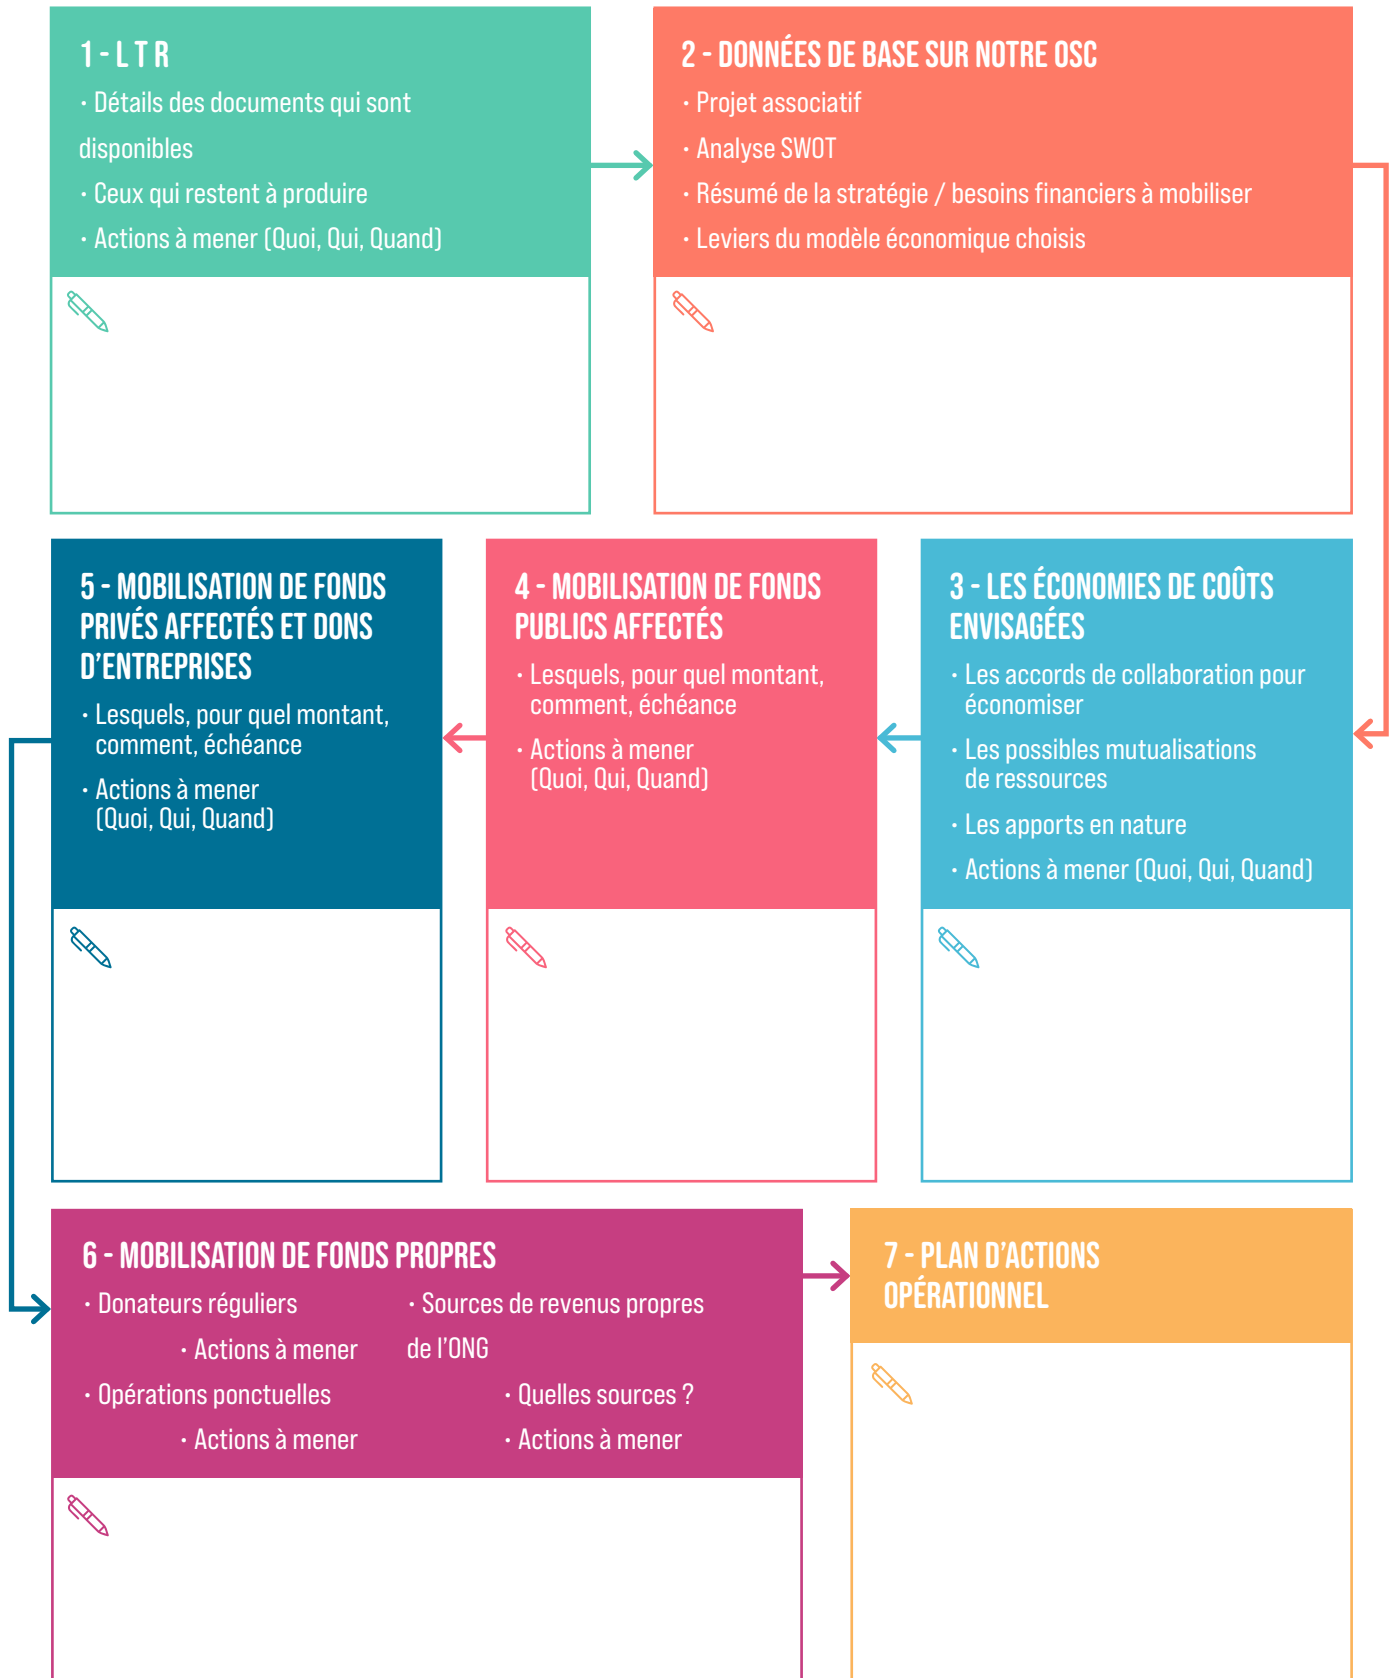 1 - L T R
· Détails des documents qui sont
disponibles
· Ceux qui restent à produire
· Actions à mener (Quoi, Qui, Quand)
2 - DONNÉES DE BASE SUR NOTRE OSC
· Projet associatif
· Analyse SWOT
· Résumé de la stratégie / besoins financiers à mobiliser
· Leviers du modèle économique choisis
3 - LES ÉCONOMIES DE COÛTS
ENVISAGÉES
· Les accords de collaboration pour
économiser
· Les possibles mutualisations
de ressources
· Les apports en nature
· Actions à mener (Quoi, Qui, Quand)
4 - MOBILISATION DE FONDS
PUBLICS AFFECTÉS
· Lesquels, pour quel montant,
comment, échéance
· Actions à mener
(Quoi, Qui, Quand)
5 - MOBILISATION DE FONDS
PRIVÉS AFFECTÉS ET DONS
D’ENTREPRISES
· Lesquels, pour quel montant,
comment, échéance
· Actions à mener
(Quoi, Qui, Quand)
6 - MOBILISATION DE FONDS PROPRES
· Donateurs réguliers
· Actions à mener
· Opérations ponctuelles
· Actions à mener
· Sources de revenus propres
de l’ONG
· Quelles sources ?
· Actions à mener
7 - PLAN D’ACTIONS
OPÉRATIONNEL